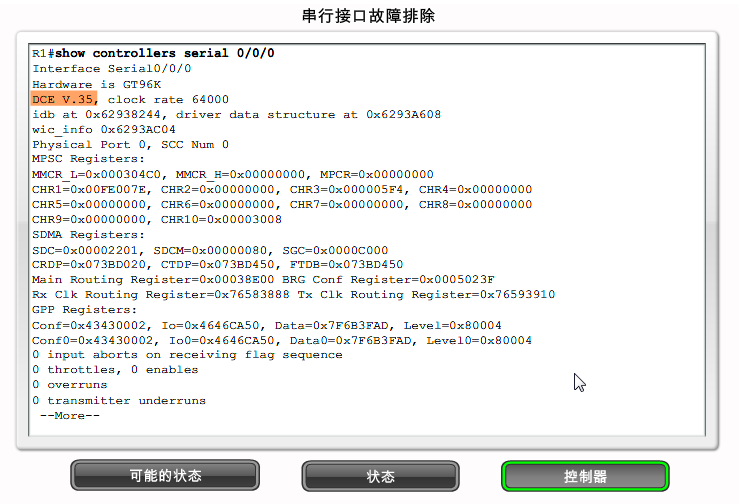 串行接口故障排除
R1#show controllers serial 0/0/0
Interface Serial0/0/0
Hardware is GT96K
DCE V.35, clock rate 64000
idb at 0x62938244, driver data structure at 0x6293A608
wic_info 0x6293AC04
Physical Port 0, SCC Num 0
MPSC Registers:
MMCR_L=0x000304C0, MMCR_H=0x00000000, MPCR=0x00000000
CHR1=0x00FE007E, CHR2=0x00000000, CHR3=0x000005F4, CHR4=0x00000000
CHR5=0x00000000, CHR6=0x00000000, CHR7=0x00000000, CHR8=0x00000000
CHR9=0x00000000, CHR10=0x00003008
SDMA Registers:
SDC=0x00002201, SDCM=0x00000080, SGC=0x0000C000
CRDP=0x073BD020, CTDP=0x073BD450, FTDB=0x073BD450
Main Routing Register=0x00038E00 BRG Conf Register=0x0005023F
Rx Clk Routing Register=0x76583888 Tx Clk Routing Register=0x76593910
GPP Registers:
Conf=0x43430002, Io=0x4646CA50, Data=0x7F6B3FAD, Level=0x80004
Conf0=0x43430002, Io0=0x4646CA50, Data0=0x7F6B3FAD, Level0=0x80004
0 input aborts on receiving flag sequence
0 throttles, 0 enables
0 overruns
0 transmitter underruns
--More--
可能的状态
状态
控制器